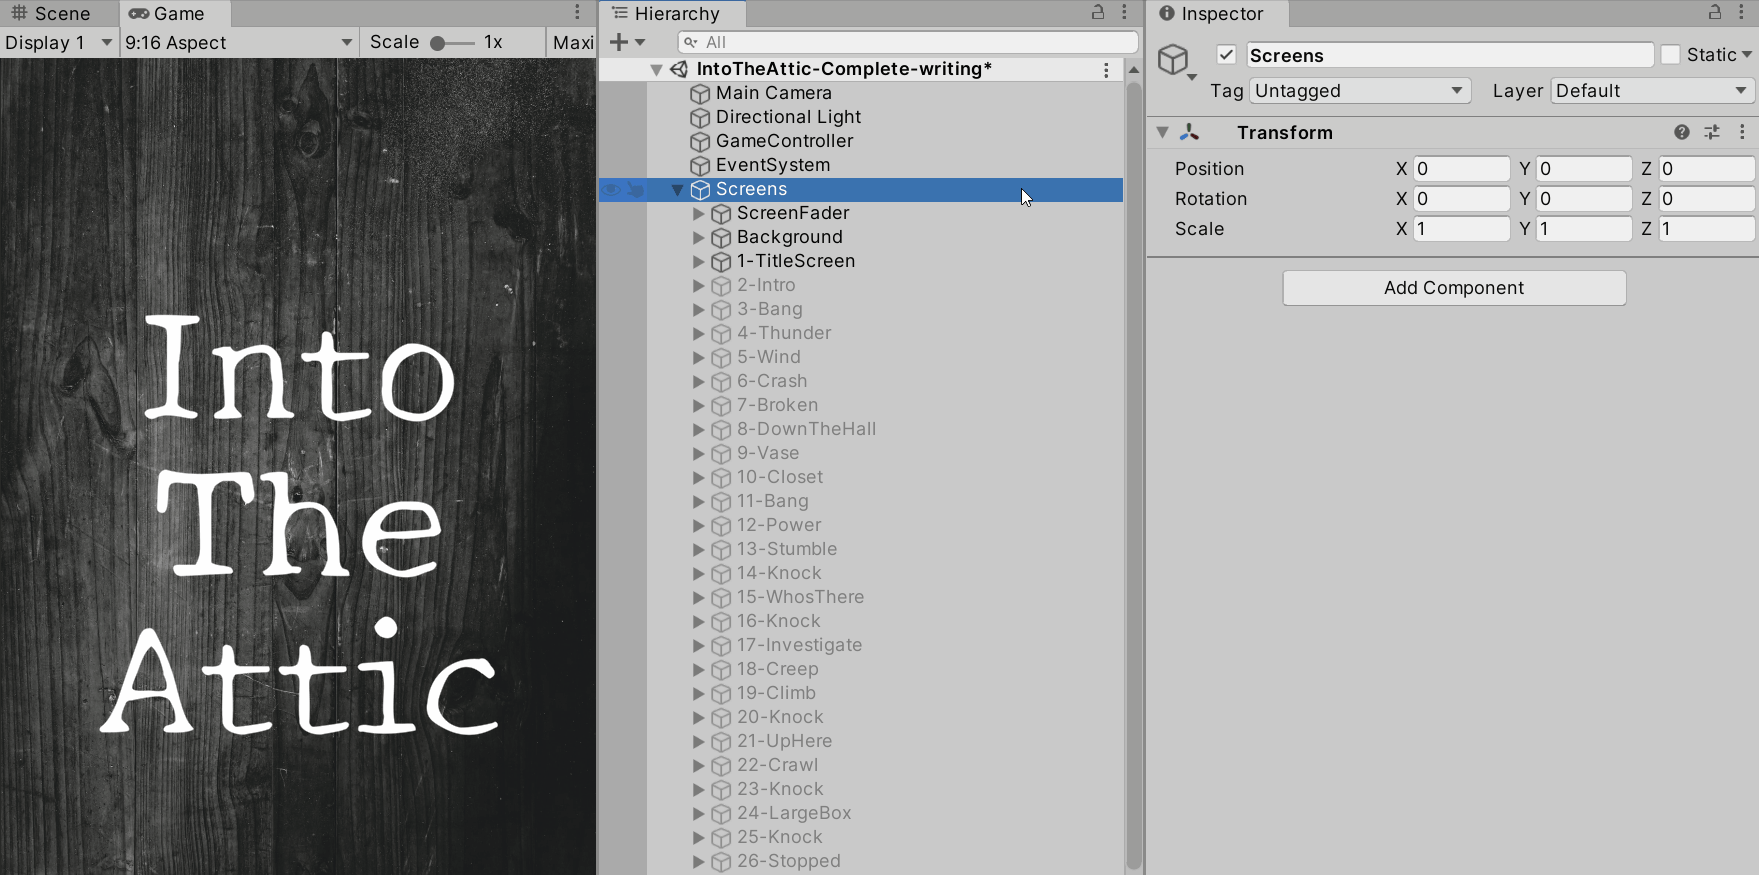 Scene
Game
Display 1
9:16 Aspect
Scale
1x
Maxi
Into
The
Attic
Hierarchy
All
IntoTheAttic-Complete-writing*
Main Camera
Directional Light
GameController
EventSystem
Screens
ScreenFader
Background
1-TitleScreen
2-Intro
3-Bang
4-Thunder
5-Wind
6-Crash
7-Broken
8-DownTheHall
9-Vase
10-Closet
11-Bang
12-Power
13-Stumble
14-Knock
15-WhosThere
16-Knock
17-Investigate
18-Creep
19-Climb
20-Knock
21-UpHere
22-Crawl
23-Knock
24-LargeBox
25-Knock
26-Stopped
Inspector
Screens
Static
Tag Untagged Layer Default
Transform
Position X 0 Y 0 Z 0
Rotation X 0 Y 0 Z 0
Scale X 1 Y 1 Z 1
Add Component